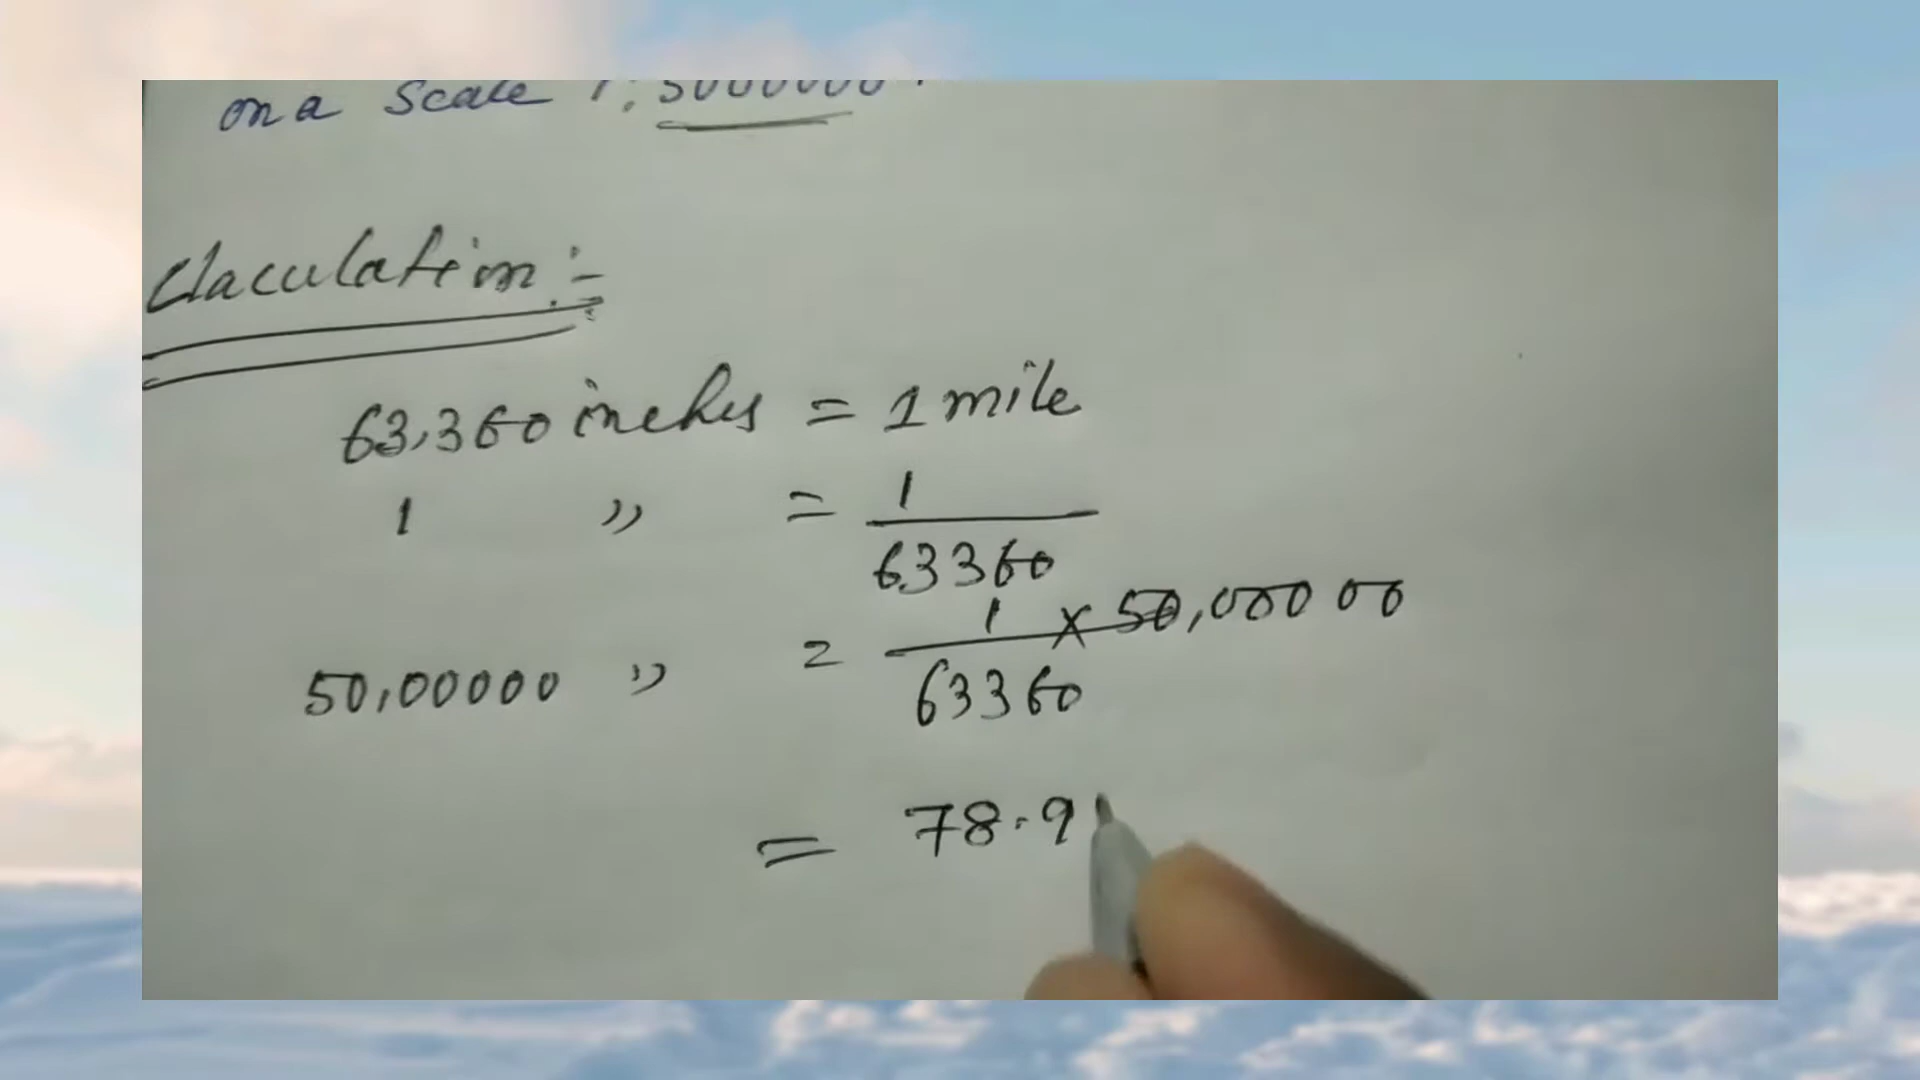 on a Scale 1:5000000.
Claculation:-
63,360 inches = 1 mile
1 " = 1/63360
50,00000 " = 1/63360 x 50,00000
= 78.9